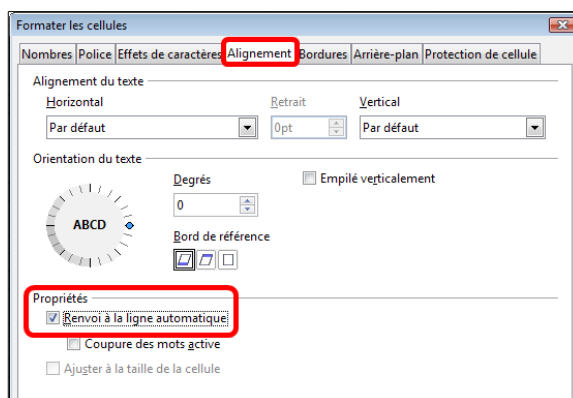 Formater les cellules
Nombres Police Effets de caractères Alignement Bordures Arrière-plan Protection de cellule
Alignement du texte
Horizontal Retrait Vertical
Par défaut 0pt Par défaut
Orientation du texte
Degrés Empilé verticalement
0
ABCD
Bord de référence
Propriétés
Renvoi à la ligne automatique
Coupure des mots active
Ajuster à la taille de la cellule